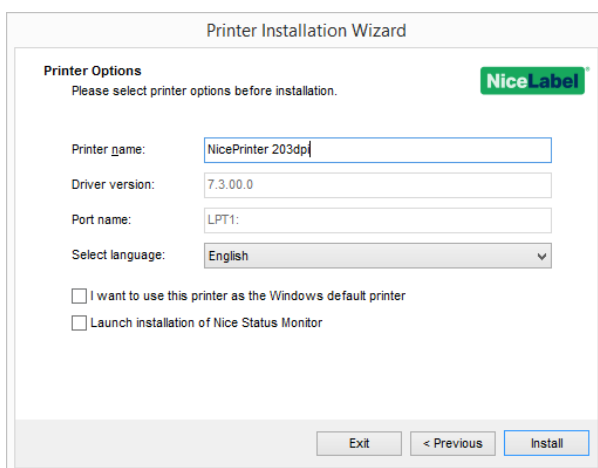 Printer Installation Wizard
Printer Options
Please select printer options before installation.
NiceLabel®
Printer name:
NicePrinter 203dpi
Driver version:
7.3.00.0
Port name:
LPT1:
Select language:
English
I want to use this printer as the Windows default printer
Launch installation of Nice Status Monitor
Exit
< Previous
Install